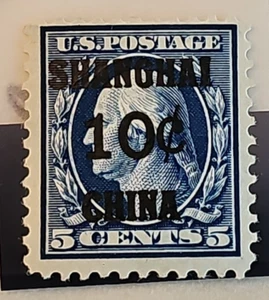 U.S. POSTAGE
SHANGHAI
10¢
CHINA
5 CENTS 5